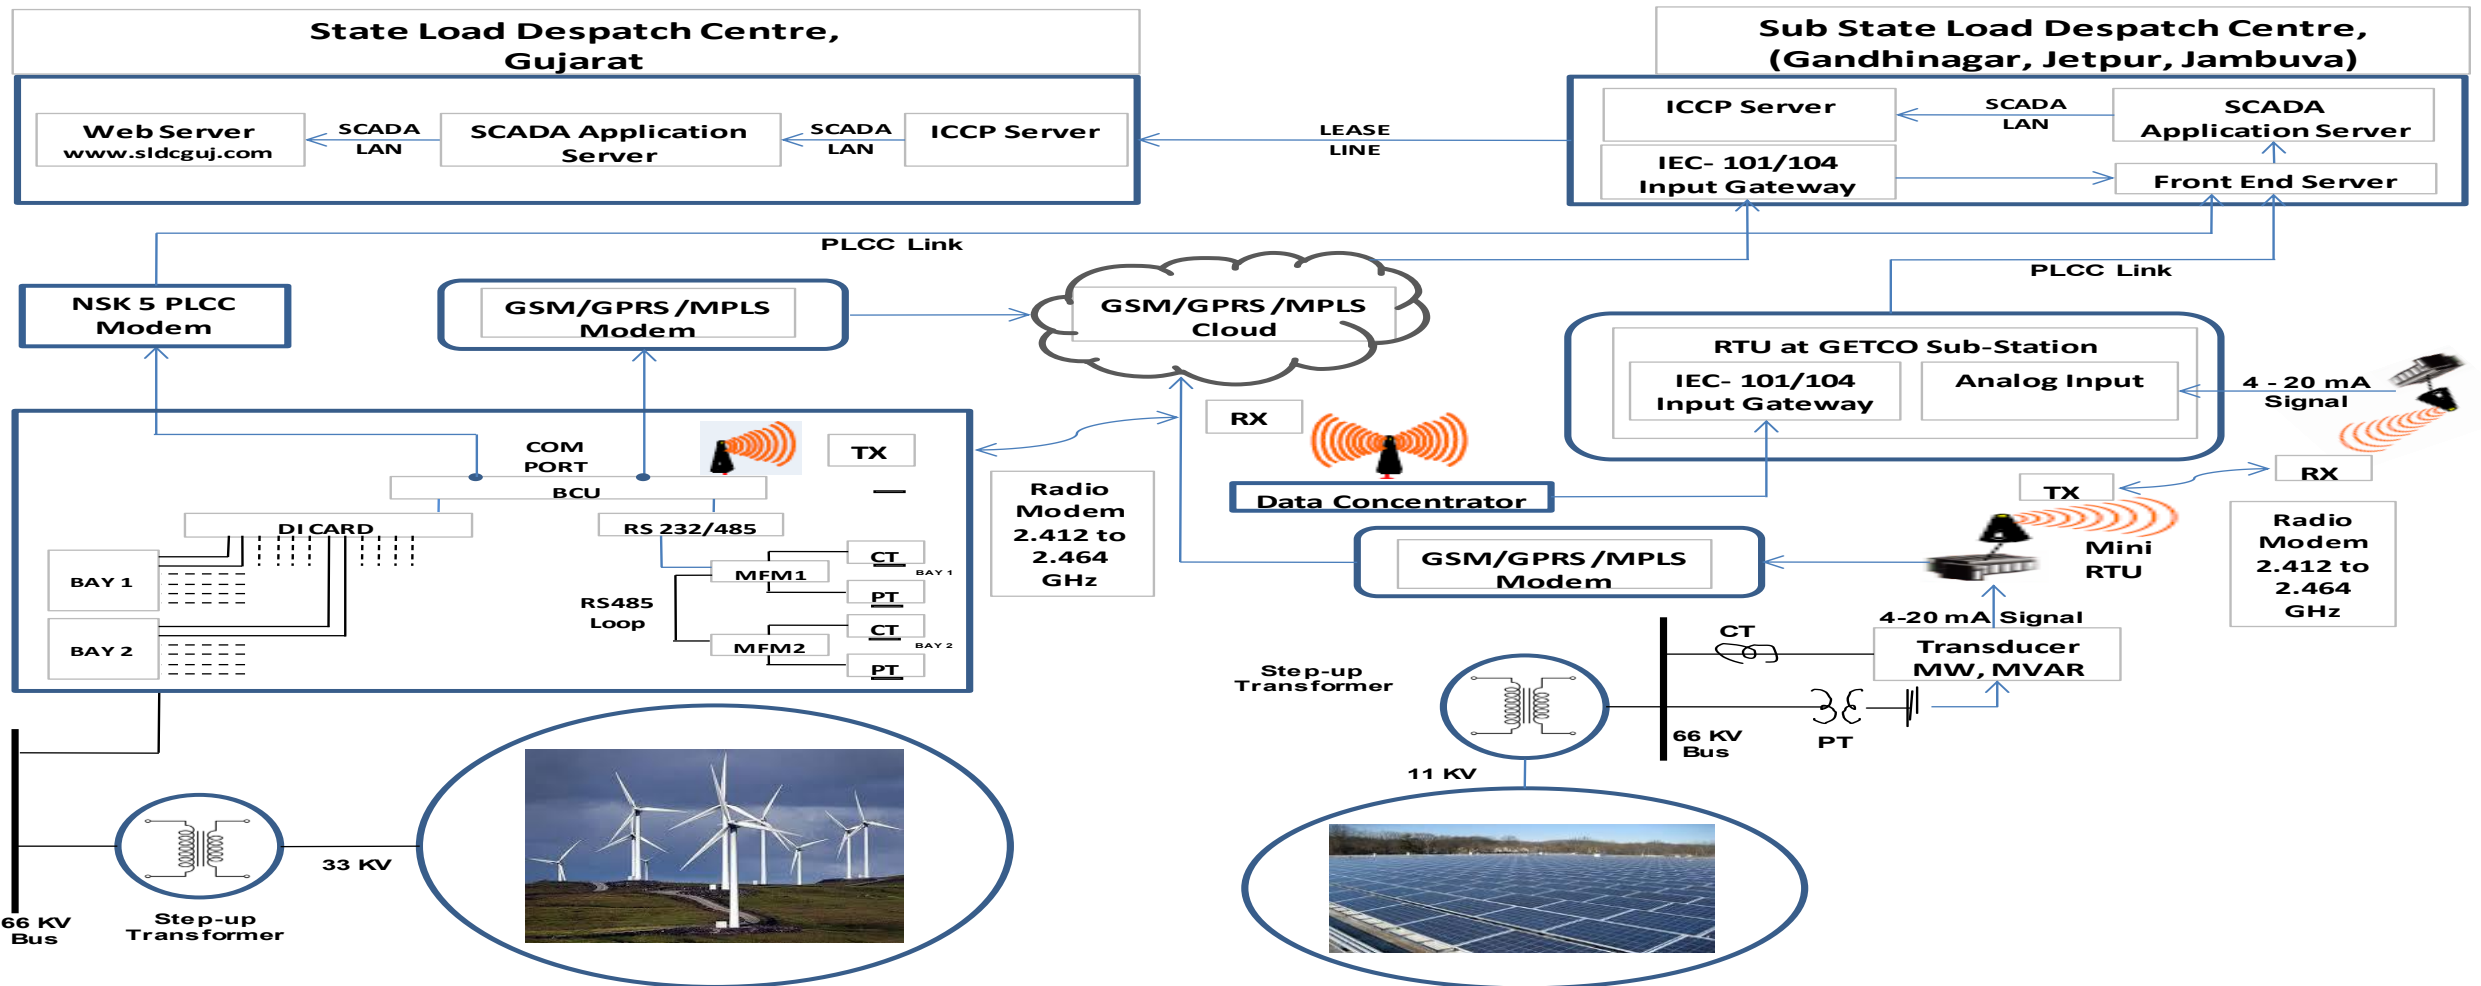 State Load Despatch Centre,
Gujarat
Sub State Load Despatch Centre,
(Gandhinagar, Jetpur, Jambuva)
Web Server
www.sldcguj.com
SCADA
LAN
SCADA Application
Server
SCADA
LAN
ICCP Server
LEASE
LINE
ICCP Server
SCADA
LAN
SCADA
Application Server
IEC- 101/104
Input Gateway
Front End Server
PLCC Link
PLCC Link
NSK 5 PLCC
Modem
GSM/GPRS/MPLS
Modem
GSM/GPRS/MPLS
Cloud
RTU at GETCO Sub-Station
IEC- 101/104
Input Gateway
Analog Input
4 - 20 mA
Signal
COM
PORT
TX
BCU
DI CARD
RS 232/485
BAY 1
BAY 2
MFM1
CT
BAY 1
PT
RS485
Loop
MFM2
CT
BAY 2
PT
RX
Radio
Modem
2.412 to
2.464
GHz
Data Concentrator
GSM/GPRS/MPLS
Modem
TX
RX
Mini
RTU
Radio
Modem
2.412 to
2.464
GHz
4-20 mA Signal
CT
Transducer
MW, MVAR
Step-up
Transformer
66 KV
Bus
PT
11 KV
33 KV
66 KV
Bus
Step-up
Transformer